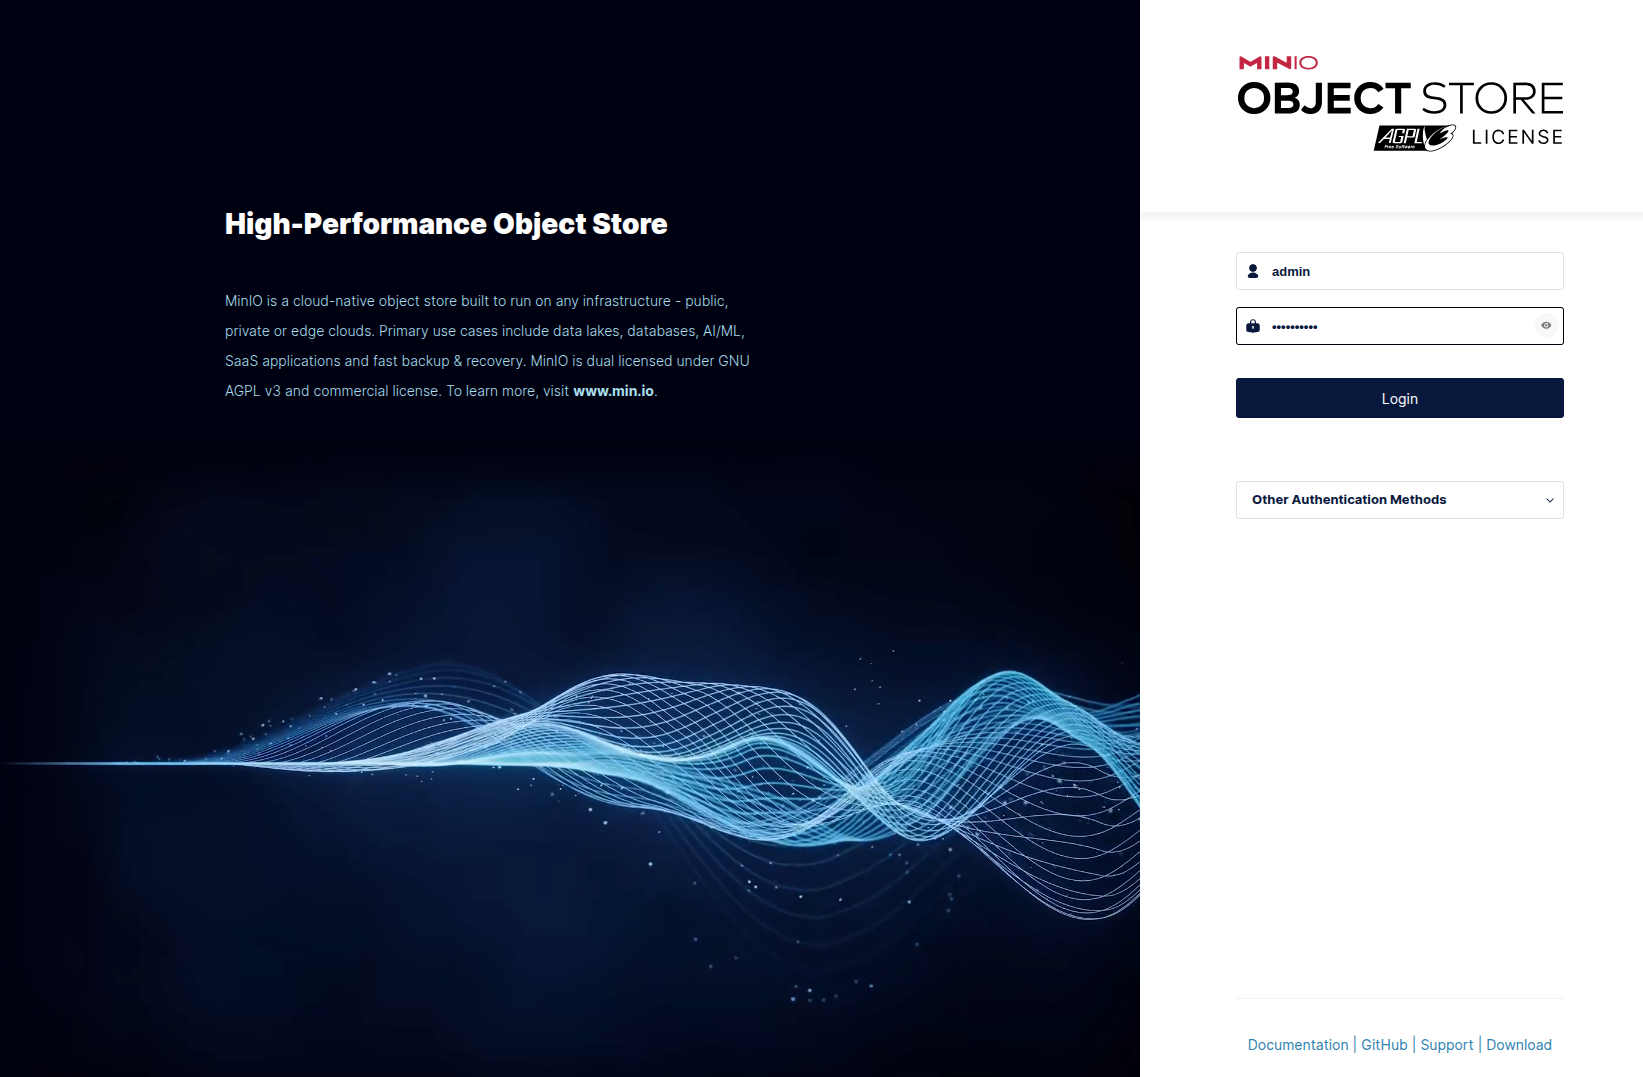 High-Performance Object Store
MinIO is a cloud-native object store built to run on any infrastructure - public,
private or edge clouds. Primary use cases include data lakes, databases, AI/ML,
SaaS applications and fast backup & recovery. MinIO is dual licensed under GNU
AGPL v3 and commercial license. To learn more, visit www.min.io.
MINIO
OBJECT STORE
AGPLV3 LICENSE
Free Software
admin
••••••••••
Login
Other Authentication Methods
Documentation | GitHub | Support | Download